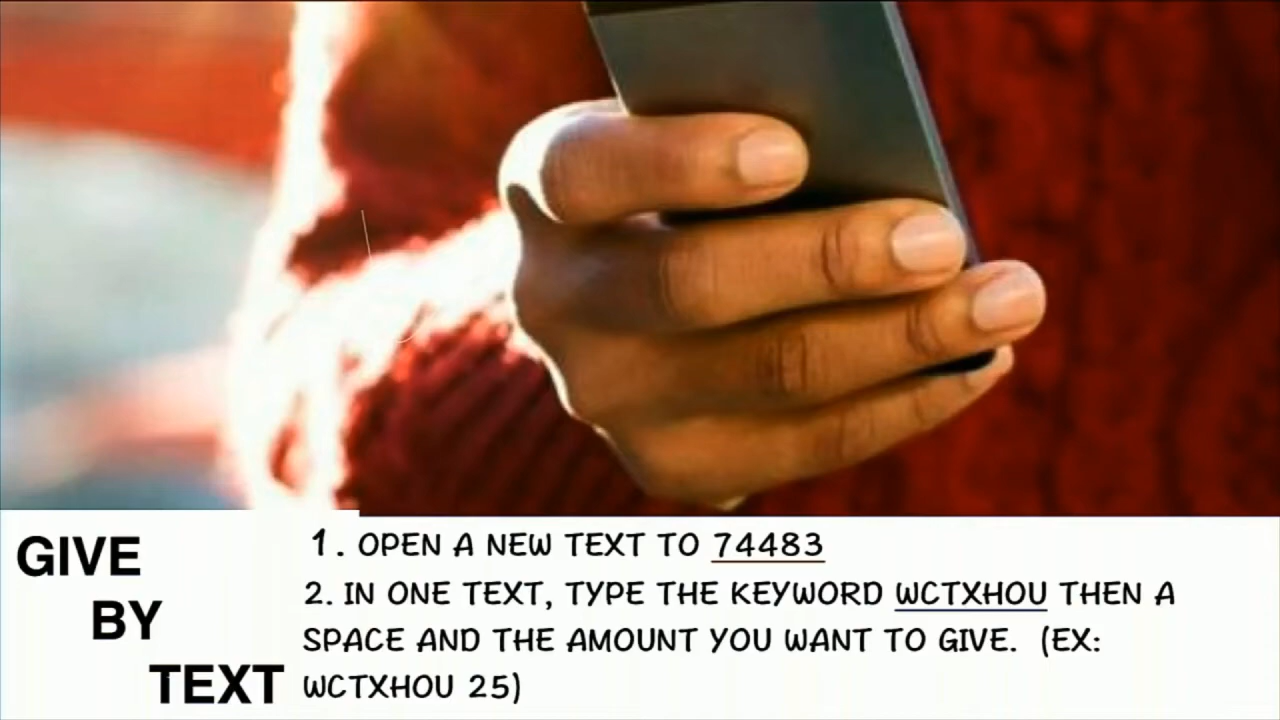 GIVE
BY
TEXT
1. OPEN A NEW TEXT TO 74483
2. IN ONE TEXT, TYPE THE KEYWORD WCTXHOU THEN A
SPACE AND THE AMOUNT YOU WANT TO GIVE. (EX:
WCTXHOU 25)